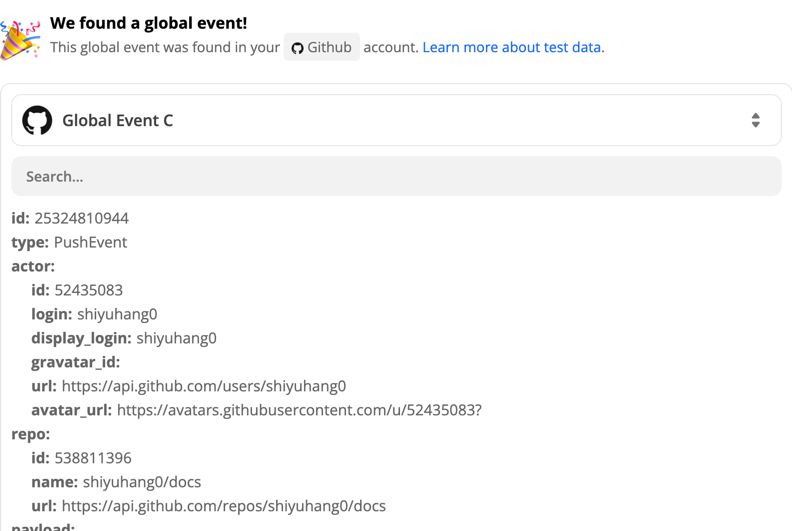 We found a global event!
This global event was found in your Github account. Learn more about test data.
Global Event C
Search...
id: 25324810944
type: PushEvent
actor:
id: 52435083
login: shiyuhang0
display_login: shiyuhang0
gravatar_id:
url: https://api.github.com/users/shiyuhang0
avatar_url: https://avatars.githubusercontent.com/u/52435083?
repo:
id: 538811396
name: shiyuhang0/docs
url: https://api.github.com/repos/shiyuhang0/docs
payload: